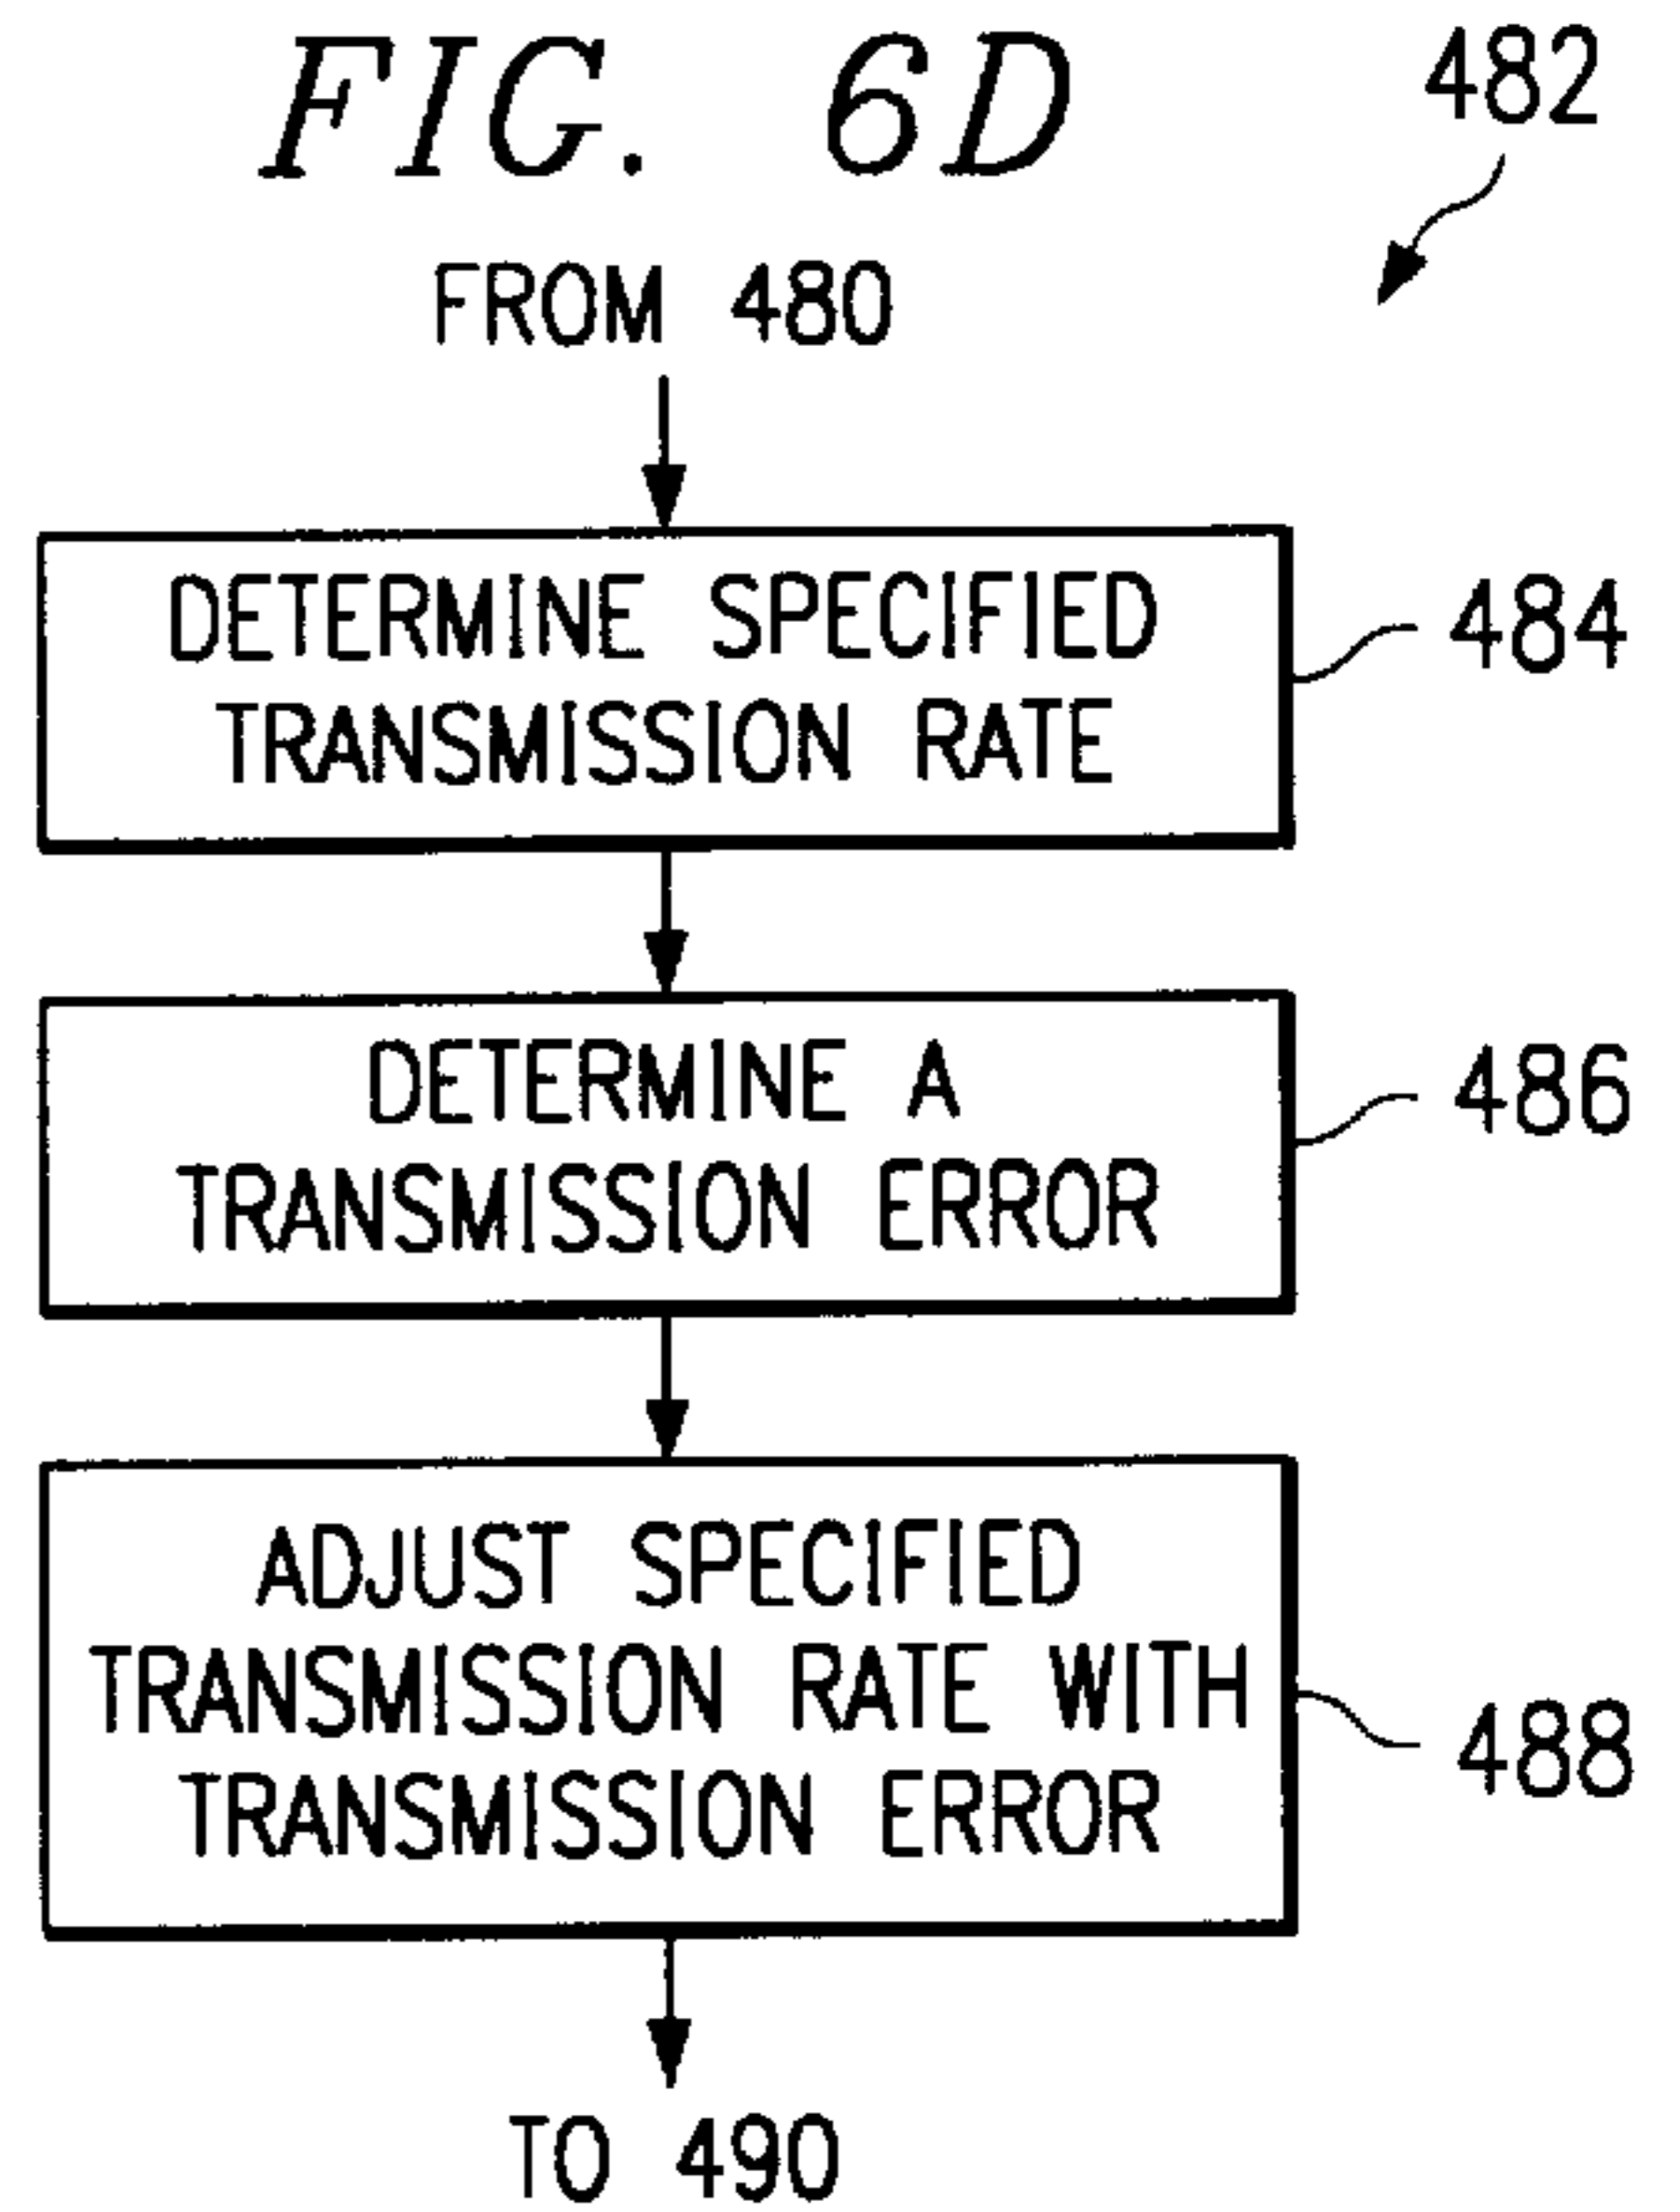 FIG. 6D
482
FROM 480
DETERMINE SPECIFIED
TRANSMISSION RATE
484
DETERMINE A
TRANSMISSION ERROR
486
ADJUST SPECIFIED
TRANSMISSION RATE WITH
TRANSMISSION ERROR
488
TO 490